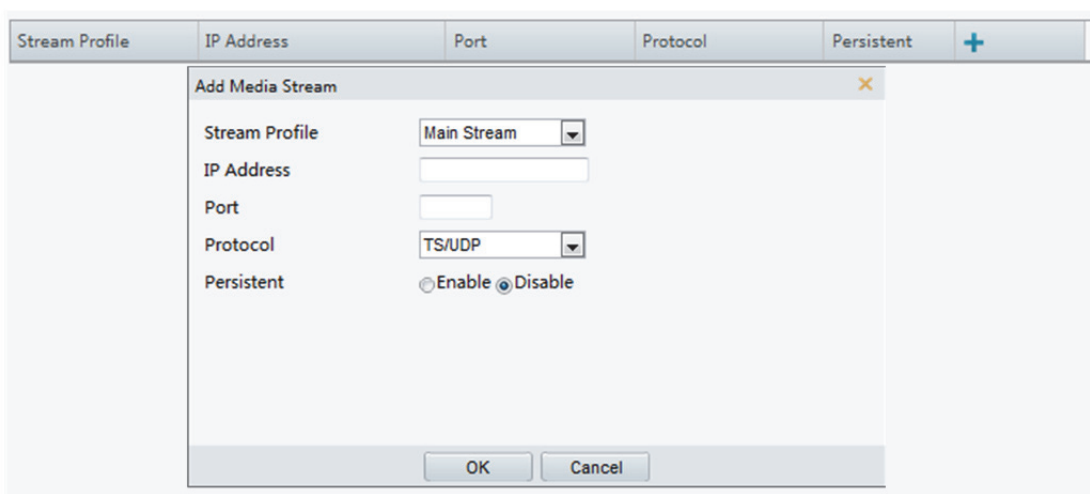 Stream Profile IP Address Port Protocol Persistent +
Add Media Stream ×
Stream Profile Main Stream
IP Address
Port
Protocol TS/UDP
Persistent Enable Disable
OK Cancel